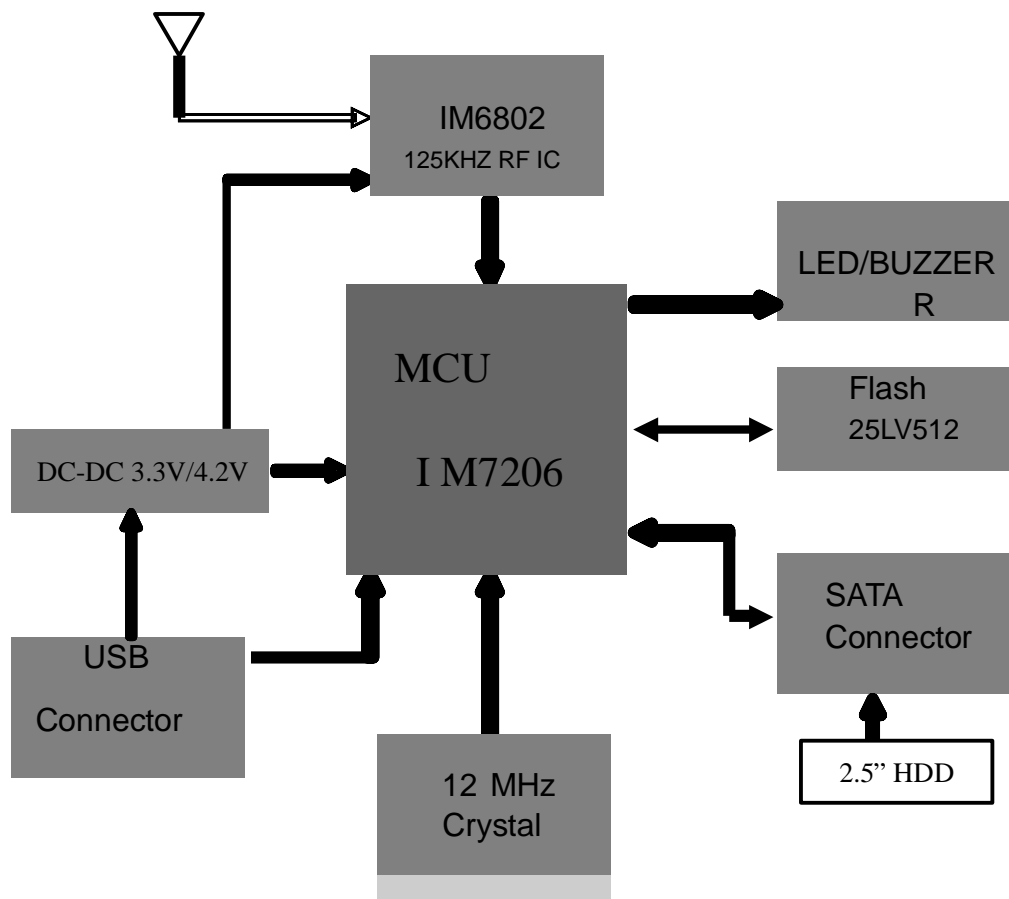 IM6802
125KHZ RF IC
LED/BUZZER
R
MCU
I M7206
Flash
25LV512
DC-DC 3.3V/4.2V
USB
Connector
SATA
Connector
12 MHz
Crystal
2.5” HDD